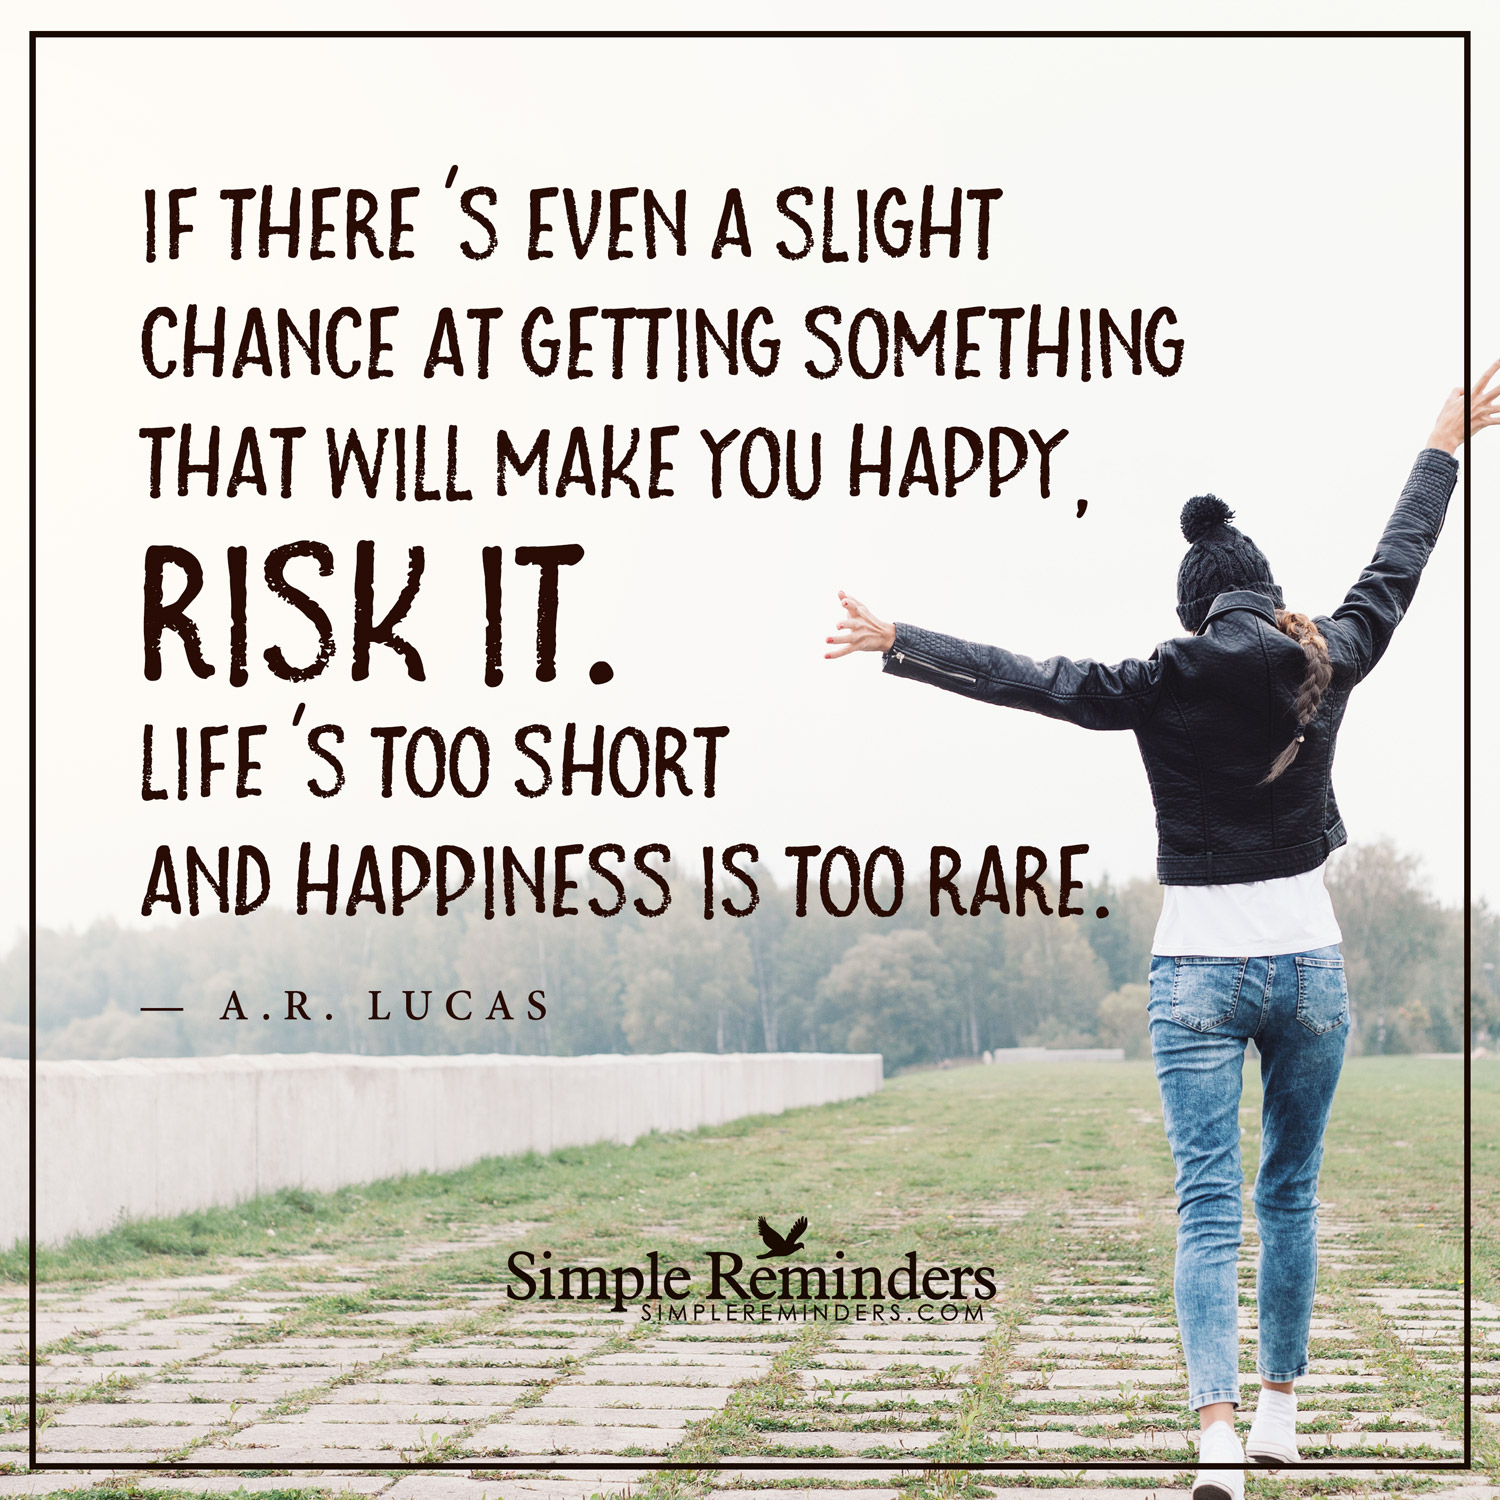 IF THERE 'S EVEN A SLIGHT
CHANCE AT GETTING SOMETHING
THAT WILL MAKE YOU HAPPY,
RISK IT.
LIFE 'S TOO SHORT
AND HAPPINESS IS TOO RARE.
— A.R. LUCAS
Simple Reminders
SIMPLEREMINDERS.COM